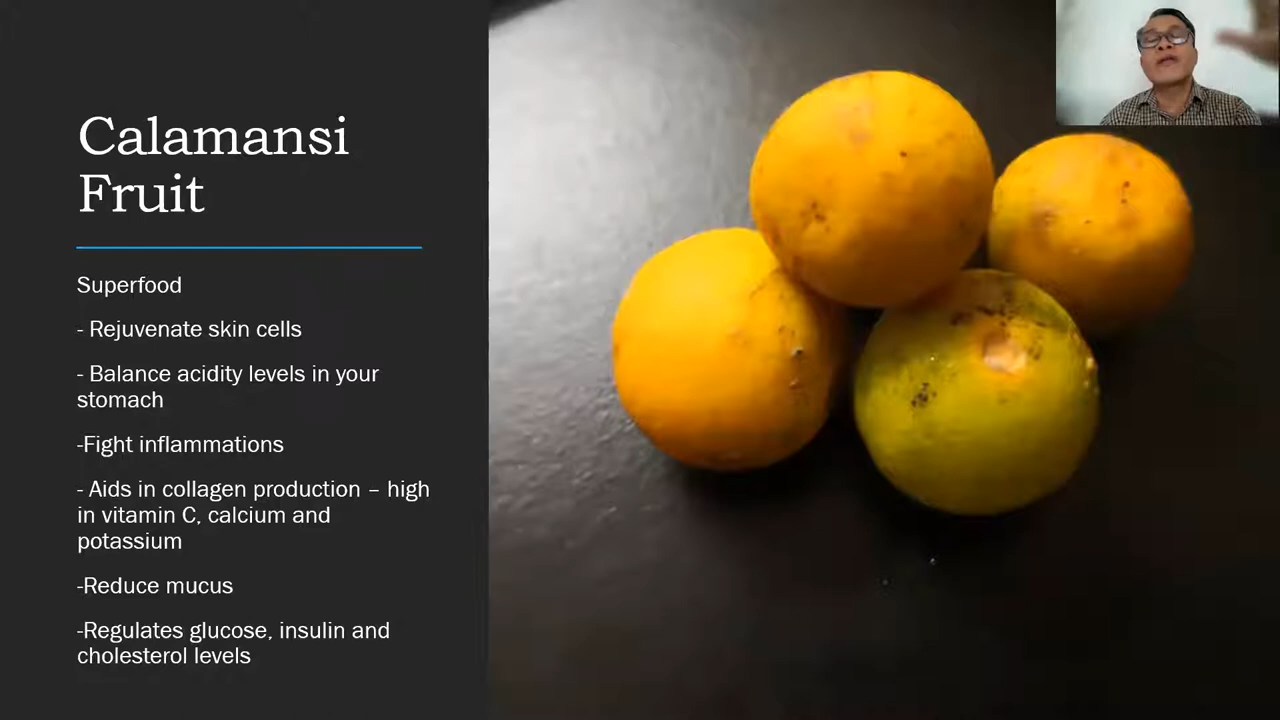 Calamansi
Fruit
Superfood
- Rejuvenate skin cells
- Balance acidity levels in your
stomach
-Fight inflammations
- Aids in collagen production – high
in vitamin C, calcium and
potassium
-Reduce mucus
-Regulates glucose, insulin and
cholesterol levels